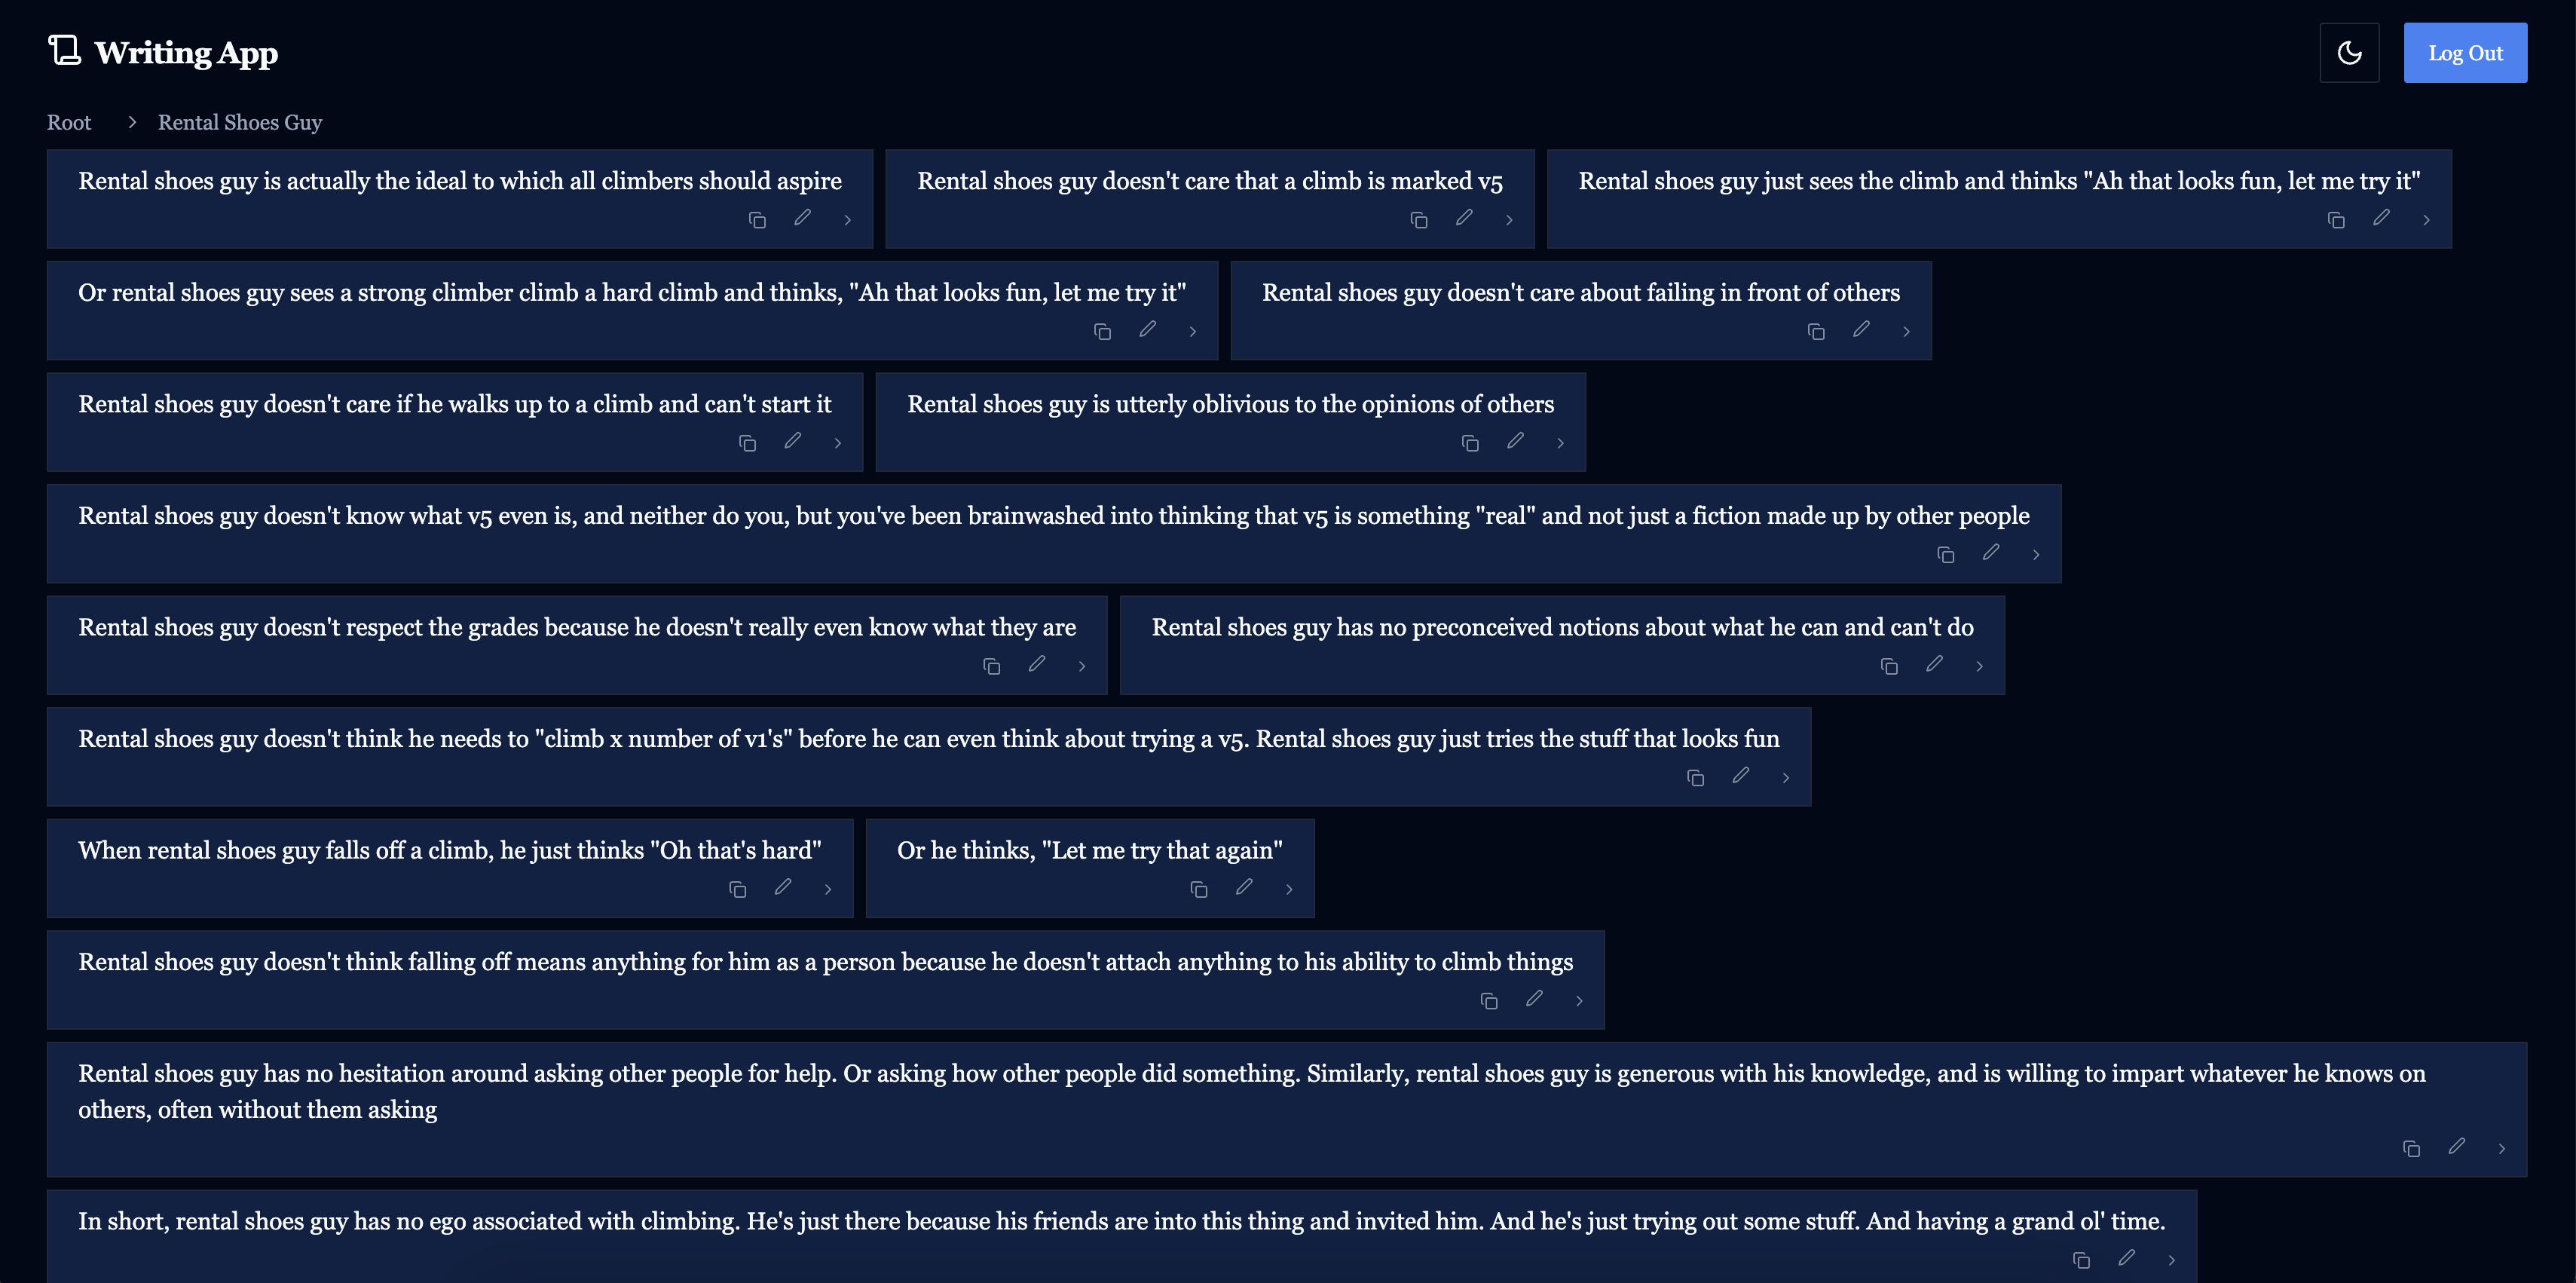 Writing App
Log Out
Root > Rental Shoes Guy
Rental shoes guy is actually the ideal to which all climbers should aspire
Rental shoes guy doesn't care that a climb is marked v5
Rental shoes guy just sees the climb and thinks "Ah that looks fun, let me try it"
Or rental shoes guy sees a strong climber climb a hard climb and thinks, "Ah that looks fun, let me try it"
Rental shoes guy doesn't care about failing in front of others
Rental shoes guy doesn't care if he walks up to a climb and can't start it
Rental shoes guy is utterly oblivious to the opinions of others
Rental shoes guy doesn't know what v5 even is, and neither do you, but you've been brainwashed into thinking that v5 is something "real" and not just a fiction made up by other people
Rental shoes guy doesn't respect the grades because he doesn't really even know what they are
Rental shoes guy has no preconceived notions about what he can and can't do
Rental shoes guy doesn't think he needs to "climb x number of v1's" before he can even think about trying a v5. Rental shoes guy just tries the stuff that looks fun
When rental shoes guy falls off a climb, he just thinks "Oh that's hard"
Or he thinks, "Let me try that again"
Rental shoes guy doesn't think falling off means anything for him as a person because he doesn't attach anything to his ability to climb things
Rental shoes guy has no hesitation around asking other people for help. Or asking how other people did something. Similarly, rental shoes guy is generous with his knowledge, and is willing to impart whatever he knows on
others, often without them asking
In short, rental shoes guy has no ego associated with climbing. He's just there because his friends are into this thing and invited him. And he's just trying out some stuff. And having a grand ol' time.